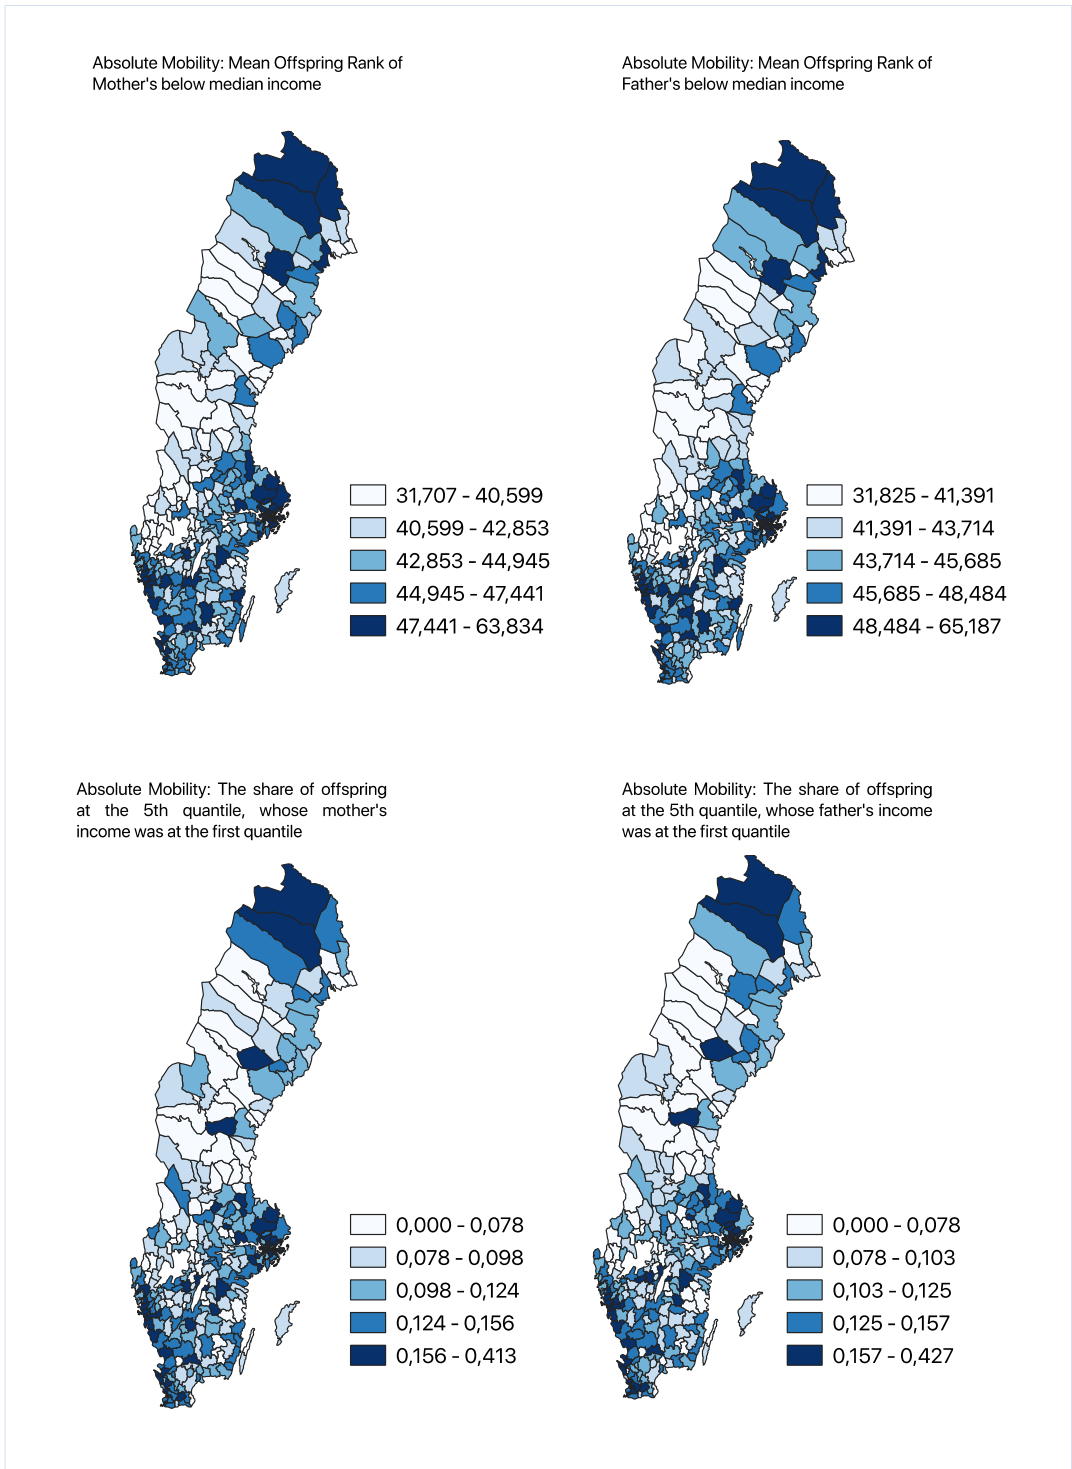 Absolute Mobility: Mean Offspring Rank of
Mother's below median income
Absolute Mobility: Mean Offspring Rank of
Father's below median income
31,707 - 40,599
40,599 - 42,853
42,853 - 44,945
44,945 - 47,441
47,441 - 63,834
31,825 - 41,391
41,391 - 43,714
43,714 - 45,685
45,685 - 48,484
48,484 - 65,187
Absolute Mobility: The share of offspring
at the 5th quantile, whose mother's
income was at the first quantile
Absolute Mobility: The share of offspring
at the 5th quantile, whose father's income
was at the first quantile
0,000 - 0,078
0,078 - 0,098
0,098 - 0,124
0,124 - 0,156
0,156 - 0,413
0,000 - 0,078
0,078 - 0,103
0,103 - 0,125
0,125 - 0,157
0,157 - 0,427